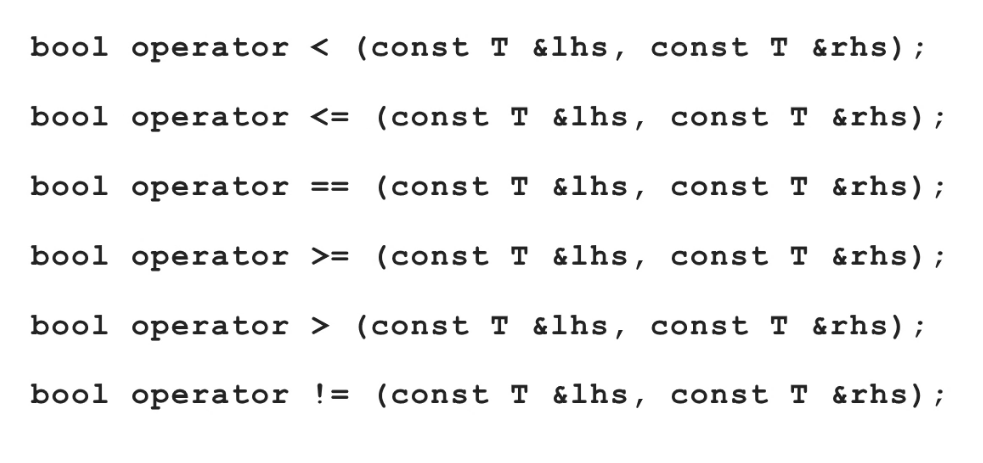 bool operator < (const T &lhs, const T &rhs);
bool operator <= (const T &lhs, const T &rhs);
bool operator == (const T &lhs, const T &rhs);
bool operator >= (const T &lhs, const T &rhs);
bool operator > (const T &lhs, const T &rhs);
bool operator != (const T &lhs, const T &rhs);